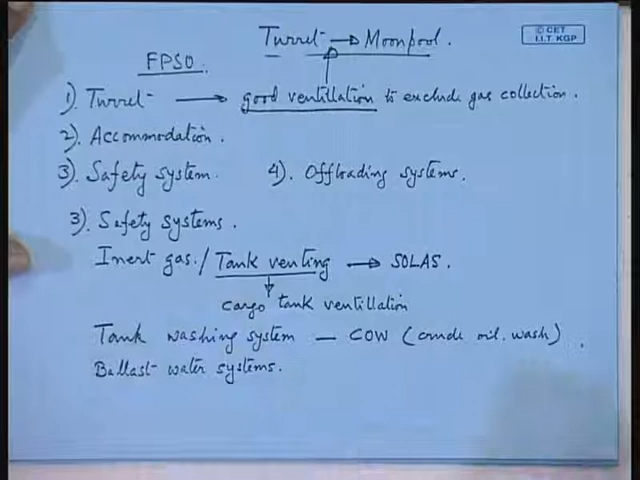 Turret → Moonpool.
© CET
I.I.T. KGP
FPSO.
1). Turret → good ventillation to exclude gas collection.
2). Accommodation.
3). Safety system. 4). Offloading systems.
3). Safety systems.
Inert gas. / Tank venting → SOLAS.
cargo tank ventillation
Tank washing system — COW (crude oil. wash).
Ballast water systems.